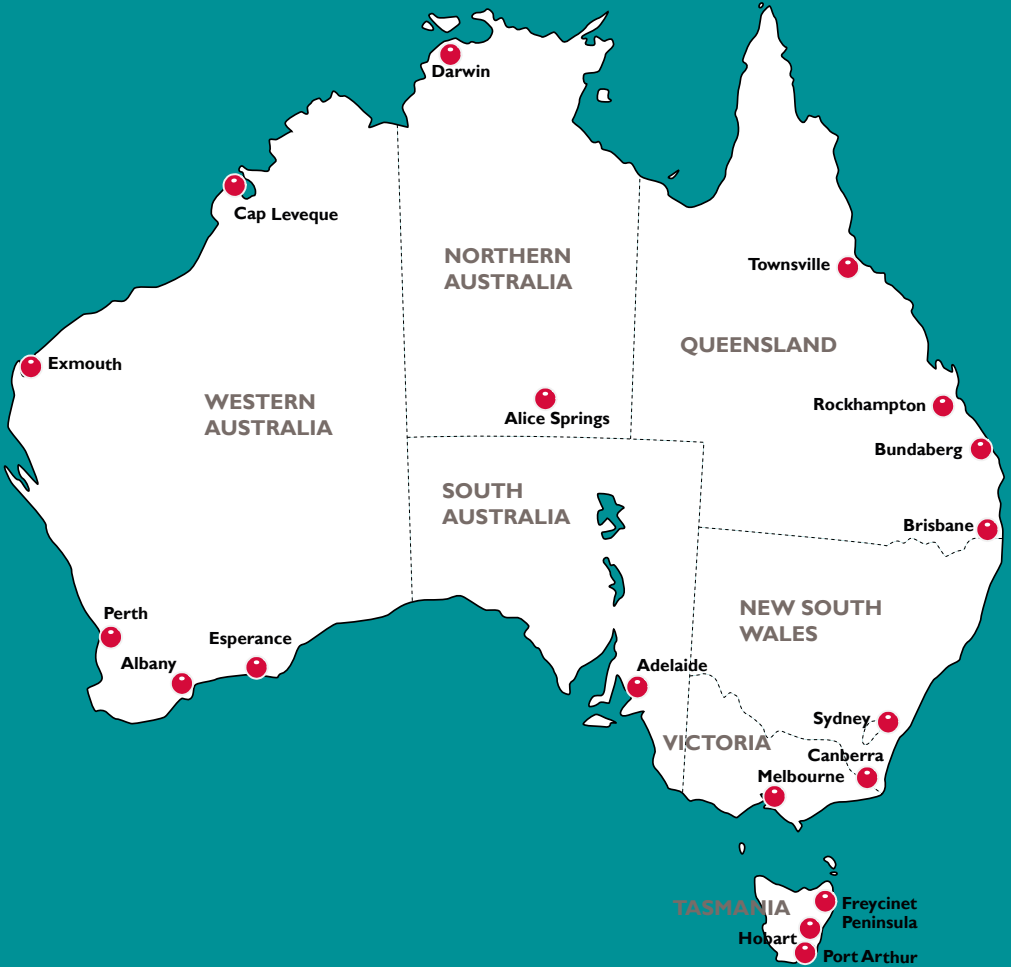 Darwin
Cap Leveque
NORTHERN
AUSTRALIA
Townsville
QUEENSLAND
Exmouth
WESTERN
AUSTRALIA
Alice Springs
Rockhampton
Bundaberg
SOUTH
AUSTRALIA
Brisbane
NEW SOUTH
WALES
Perth
Esperance
Albany
Adelaide
Sydney
VICTORIA
Canberra
Melbourne
TASMANIA
Freycinet
Peninsula
Hobart
Port Arthur